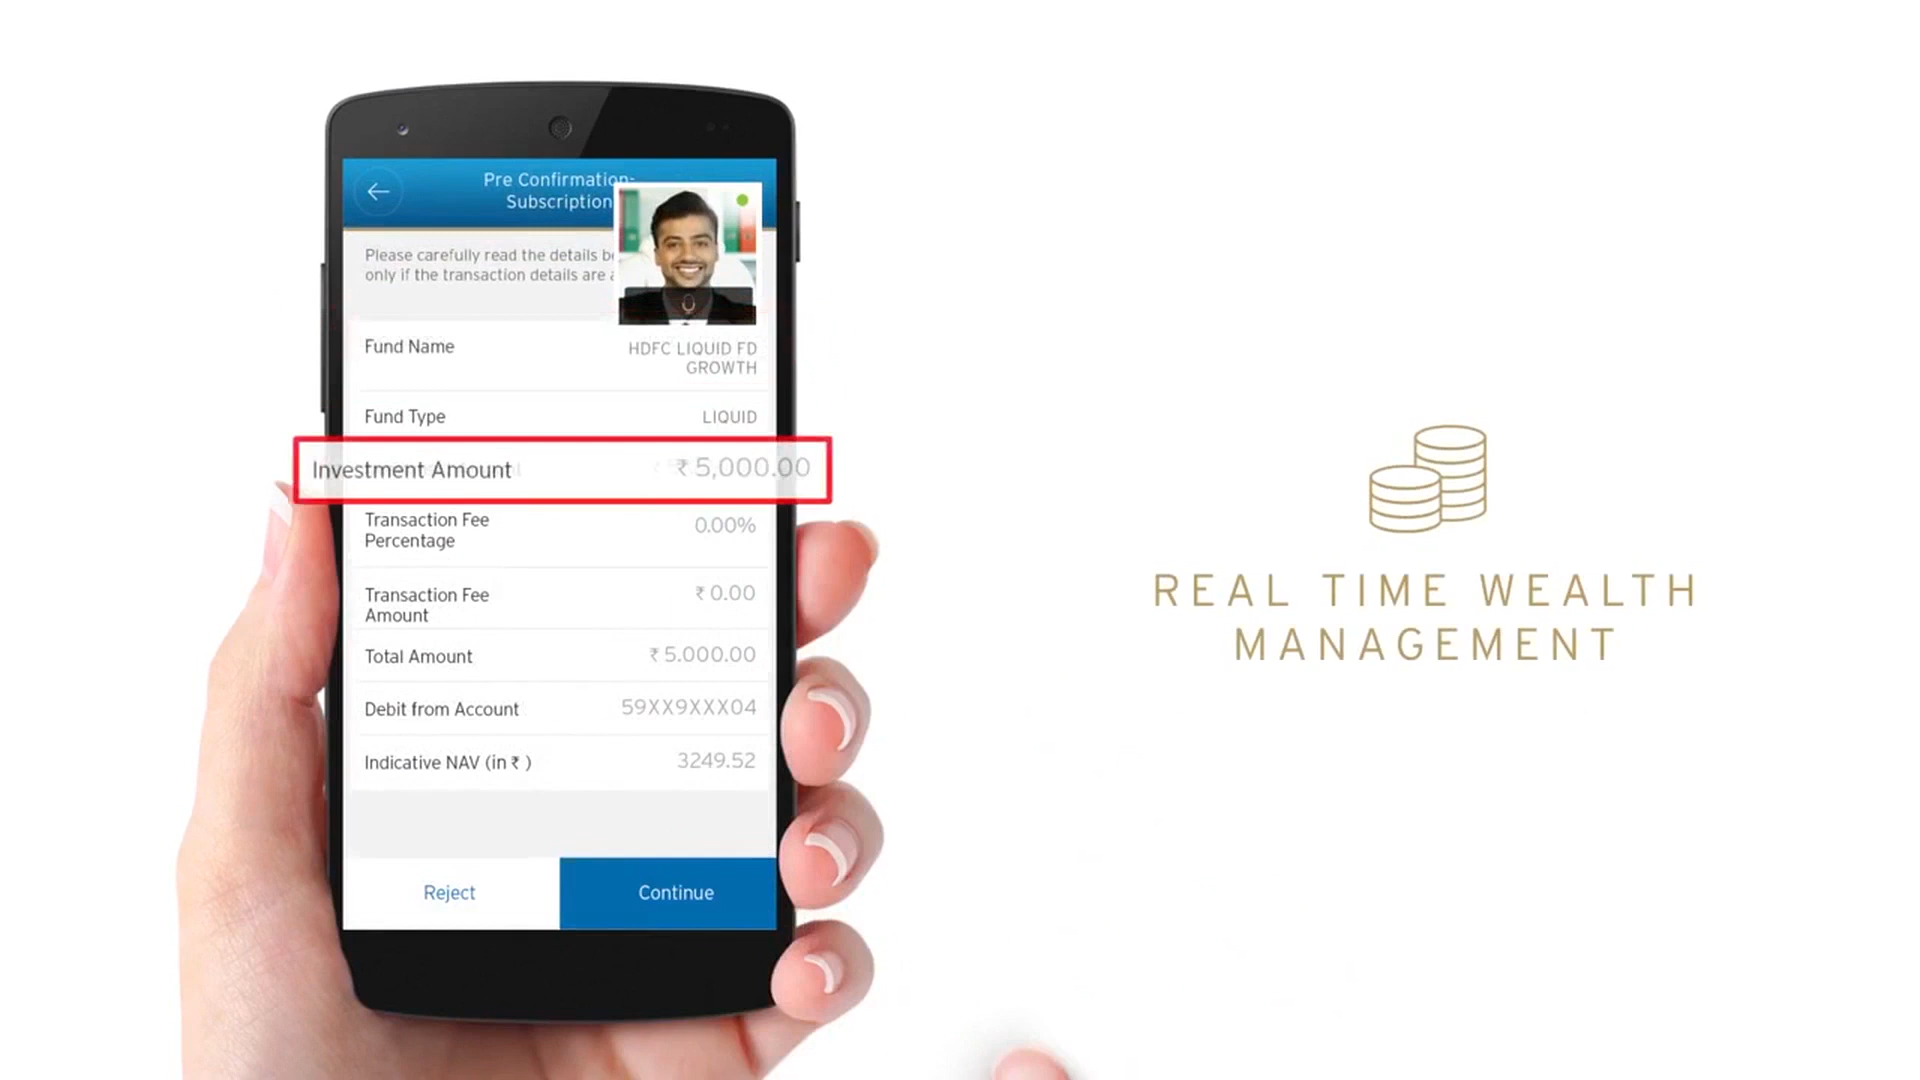 Pre Confirmation-
Subscription
Please carefully read the details
only if the transaction details are
Fund Name
HDFC LIQUID FD
GROWTH
Fund Type
LIQUID
Investment Amount
₹ 5,000.00
Transaction Fee
Percentage
0.00%
Transaction Fee
Amount
₹ 0.00
Total Amount
₹ 5.000.00
Debit from Account
59XX9XXX04
Indicative NAV (in ₹ )
3249.52
Reject
Continue
REAL TIME WEALTH
MANAGEMENT